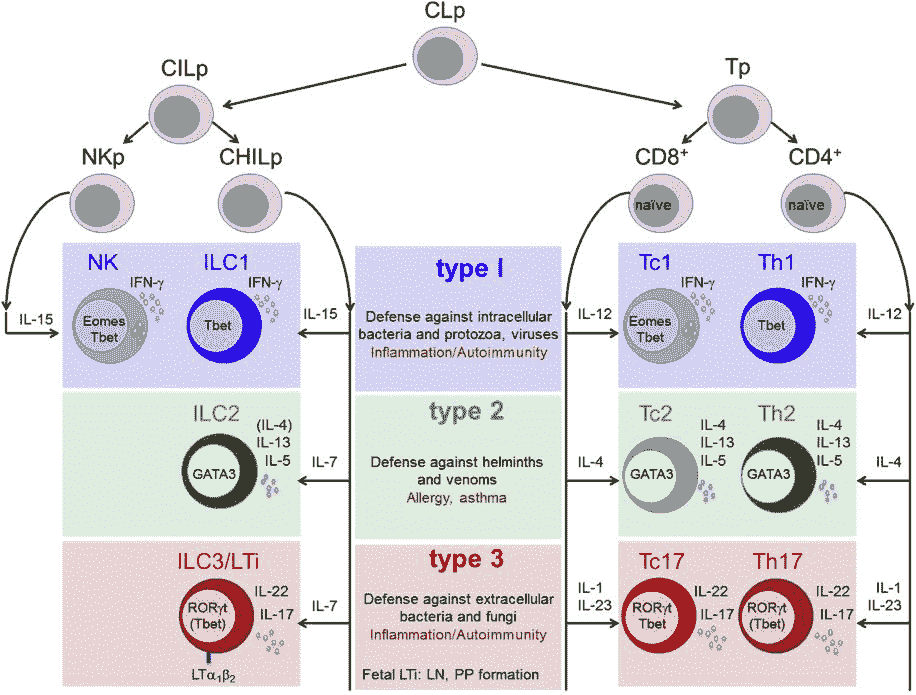 CLp
CILp
Tp
NKp
CHILp
CD8+
CD4+
naïve
naïve
NK
ILC1
IFN-γ
IFN-γ
Eomes
Tbet
Tbet
IL-15
IL-15
type I
Defense against intracellular
bacteria and protozoa, viruses
Inflammation/Autoimmunity
Tc1
Th1
IFN-γ
IFN-γ
Eomes
Tbet
Tbet
IL-12
IL-12
ILC2
(IL-4)
IL-13
IL-5
GATA3
IL-7
type 2
Defense against helminths
and venoms
Allergy, asthma
IL-4
Tc2
IL-4
IL-13
IL-5
GATA3
Th2
IL-4
IL-13
IL-5
GATA3
IL-4
ILC3/LTi
IL-22
IL-17
RORγt
(Tbet)
LTα1β2
IL-7
type 3
Defense against extracellular
bacteria and fungi
Inflammation/Autoimmunity
Fetal LTi: LN, PP formation
IL-1
IL-23
Tc17
IL-22
IL-17
RORγt
Tbet
Th17
IL-22
IL-17
RORγt
(Tbet)
IL-1
IL-23